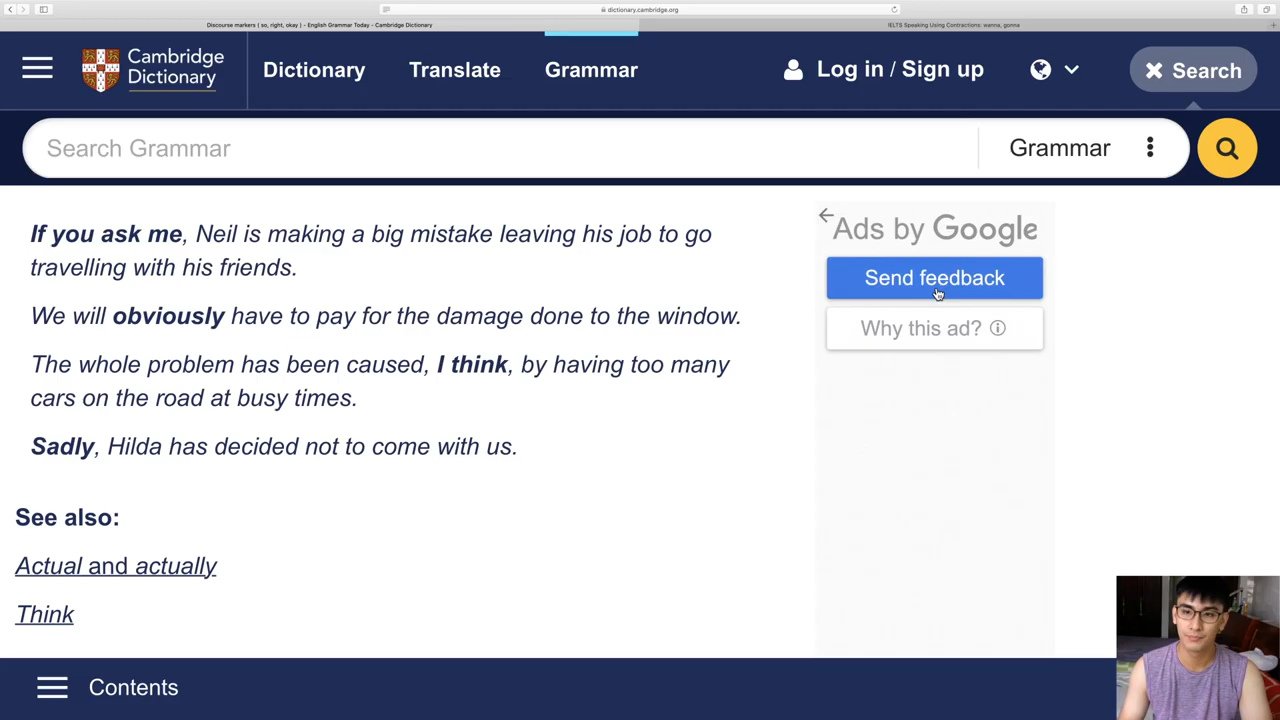 dictionary.cambridge.org
Discourse markers ( so, right, okay ) - English Grammar Today - Cambridge Dictionary
IELTS Speaking Using Contractions: wanna, gonna
Cambridge
Dictionary
Dictionary
Translate
Grammar
Log in / Sign up
Search
Search Grammar
Grammar
If you ask me, Neil is making a big mistake leaving his job to go
travelling with his friends.
We will obviously have to pay for the damage done to the window.
The whole problem has been caused, I think, by having too many
cars on the road at busy times.
Sadly, Hilda has decided not to come with us.
See also:
Actual and actually
Think
Ads by Google
Send feedback
Why this ad?
Contents